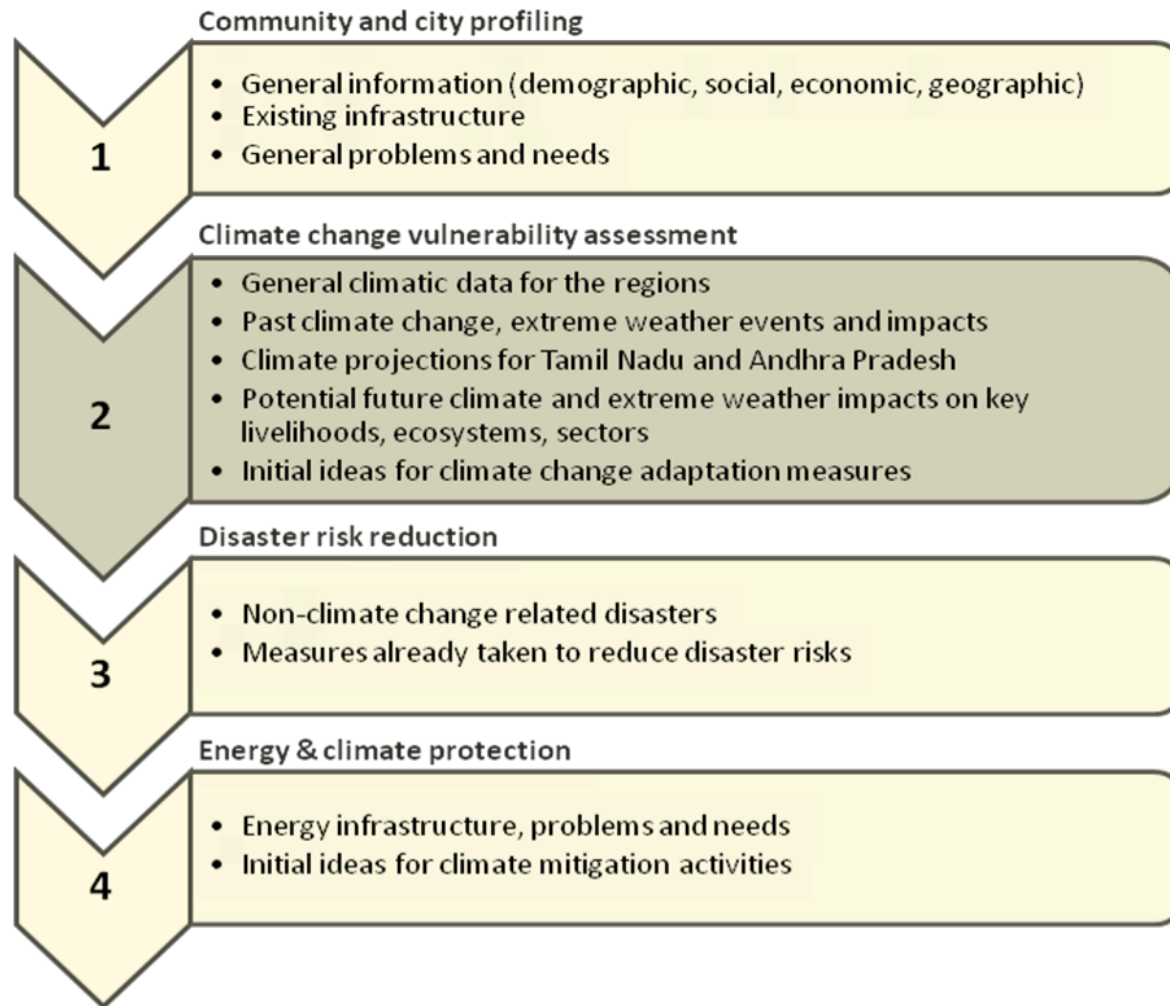 Community and city profiling
• General information (demographic, social, economic, geographic)
• Existing infrastructure
• General problems and needs
1
Climate change vulnerability assessment
• General climatic data for the regions
• Past climate change, extreme weather events and impacts
• Climate projections for Tamil Nadu and Andhra Pradesh
• Potential future climate and extreme weather impacts on key
livelihoods, ecosystems, sectors
• Initial ideas for climate change adaptation measures
2
Disaster risk reduction
• Non-climate change related disasters
• Measures already taken to reduce disaster risks
3
Energy & climate protection
• Energy infrastructure, problems and needs
• Initial ideas for climate mitigation activities
4